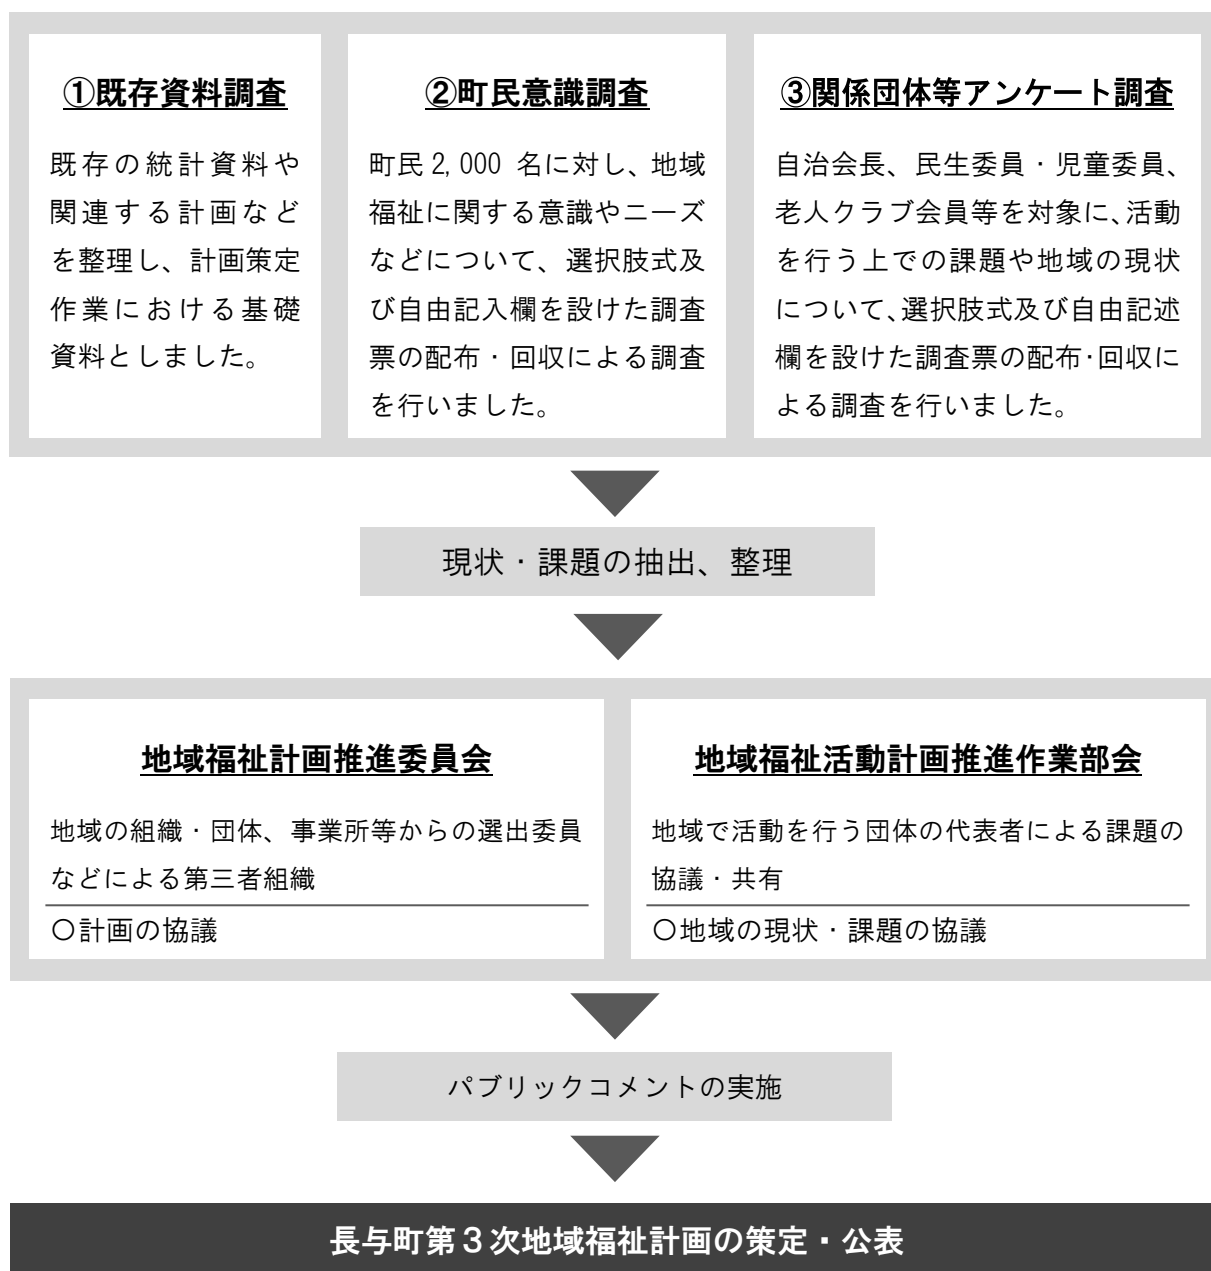 ①既存資料調査
既存の統計資料や
関連する計画など
を整理し、計画策定
作業における基礎
資料としました。
②町民意識調査
町民2,000 名に対し、地域
福祉に関する意識やニーズ
などについて、選択肢式及
び自由記入欄を設けた調査
票の配布・回収による調査
を行いました。
③関係団体等アンケート調査
自治会長、民生委員・児童委員、
老人クラブ会員等を対象に、活動
を行う上での課題や地域の現状
について、選択肢式及び自由記述
欄を設けた調査票の配布・回収に
よる調査を行いました。
現状・課題の抽出、整理
地域福祉計画推進委員会
地域の組織・団体、事業所等からの選出委員
などによる第三者組織
〇計画の協議
地域福祉活動計画推進作業部会
地域で活動を行う団体の代表者による課題の
協議・共有
〇地域の現状・課題の協議
パブリックコメントの実施
長与町第３次地域福祉計画の策定・公表